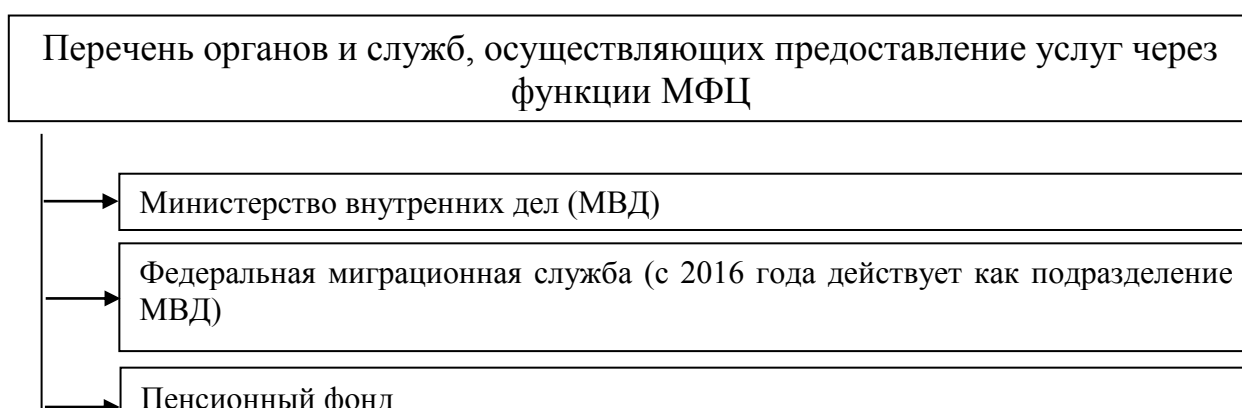 Перечень органов и служб, осуществляющих предоставление услуг через
функции МФЦ
Министерство внутренних дел (МВД)
Федеральная миграционная служба (с 2016 года действует как подразделение
МВД)
Пенсионный фонд